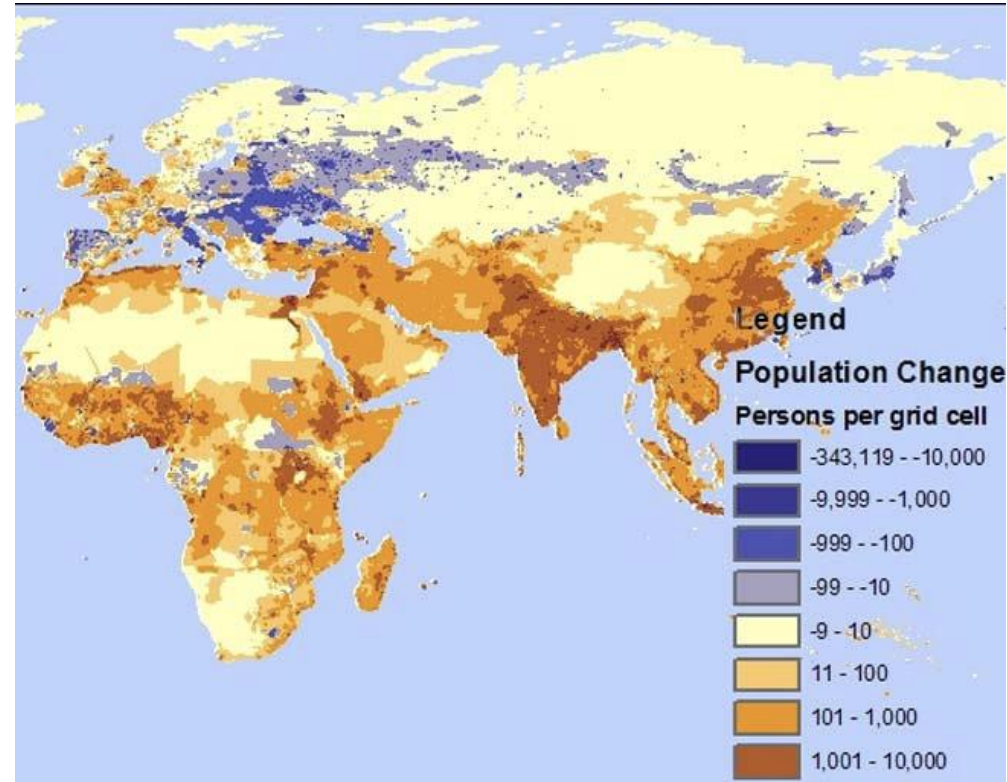 Legend
Population Change
Persons per grid cell
-343,119 - -10,000
-9,999 - -1,000
-999 - -100
-99 - -10
-9 - 10
11 - 100
101 - 1,000
1,001 - 10,000